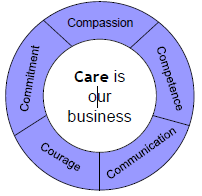 Compassion
Competence
Communication
Courage
Commitment
Care is
our
business